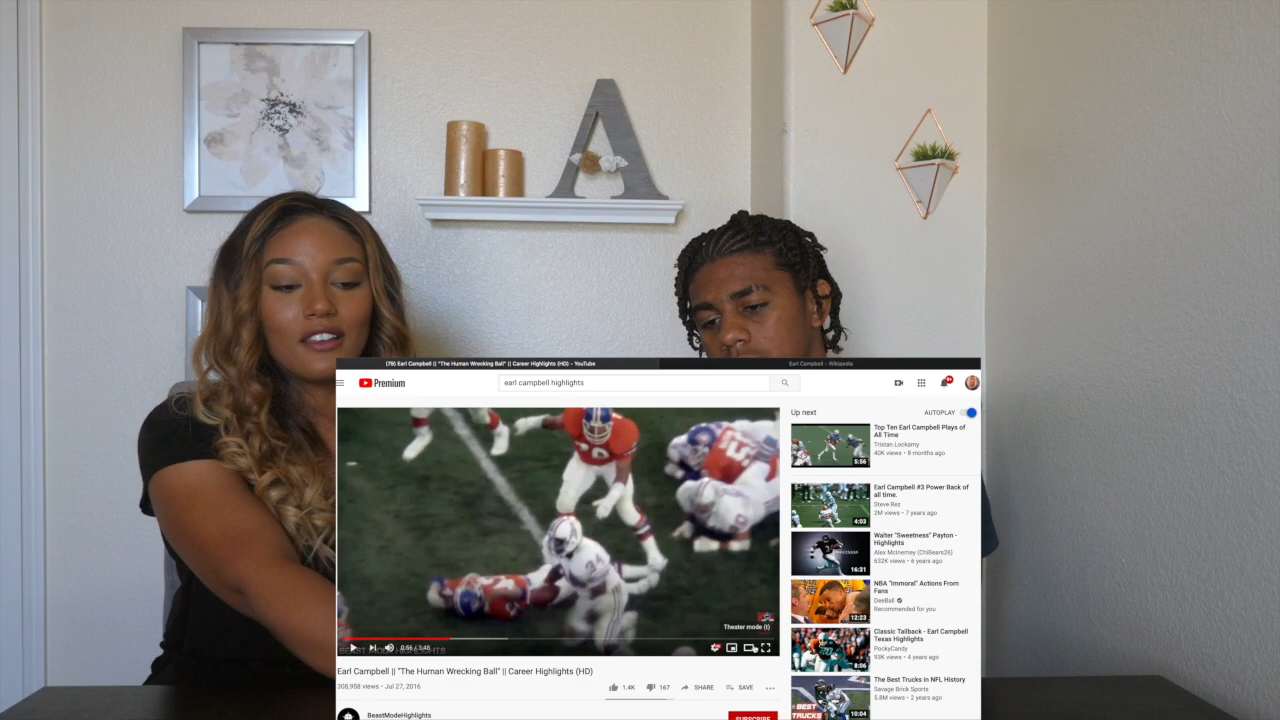 A
(79) Earl Campbell || "The Human Wrecking Ball" || Career Highlights (HD) - YouTube
Earl Campbell - Wikipedia
Premium
earl campbell highlights
9+
Up next
AUTOPLAY
Top Ten Earl Campbell Plays of
All Time
Tristan Lockamy
40K views • 8 months ago
5:56
Earl Campbell #3 Power Back of
all time.
Steve Rez
2M views • 7 years ago
4:03
Walter "Sweetness" Payton -
Highlights
Alex McInerney (ChiBears26)
632K views • 6 years ago
16:31
NBA "Immoral" Actions From
Fans
DeeBall
Recommended for you
12:23
Classic Tailback - Earl Campbell
Texas Highlights
PockyCandy
93K views • 4 years ago
8:06
The Best Trucks in NFL History
Savage Brick Sports
5.8M views • 2 years ago
10:04
BEST
TRUCKS
Theater mode (t)
0:56 / 3:48
BEAST MODE HIGHLIGHTS
Earl Campbell || "The Human Wrecking Ball" || Career Highlights (HD)
308,958 views • Jul 27, 2016
1.4K
167
SHARE
SAVE
BeastModeHighlights
SUBSCRIBE